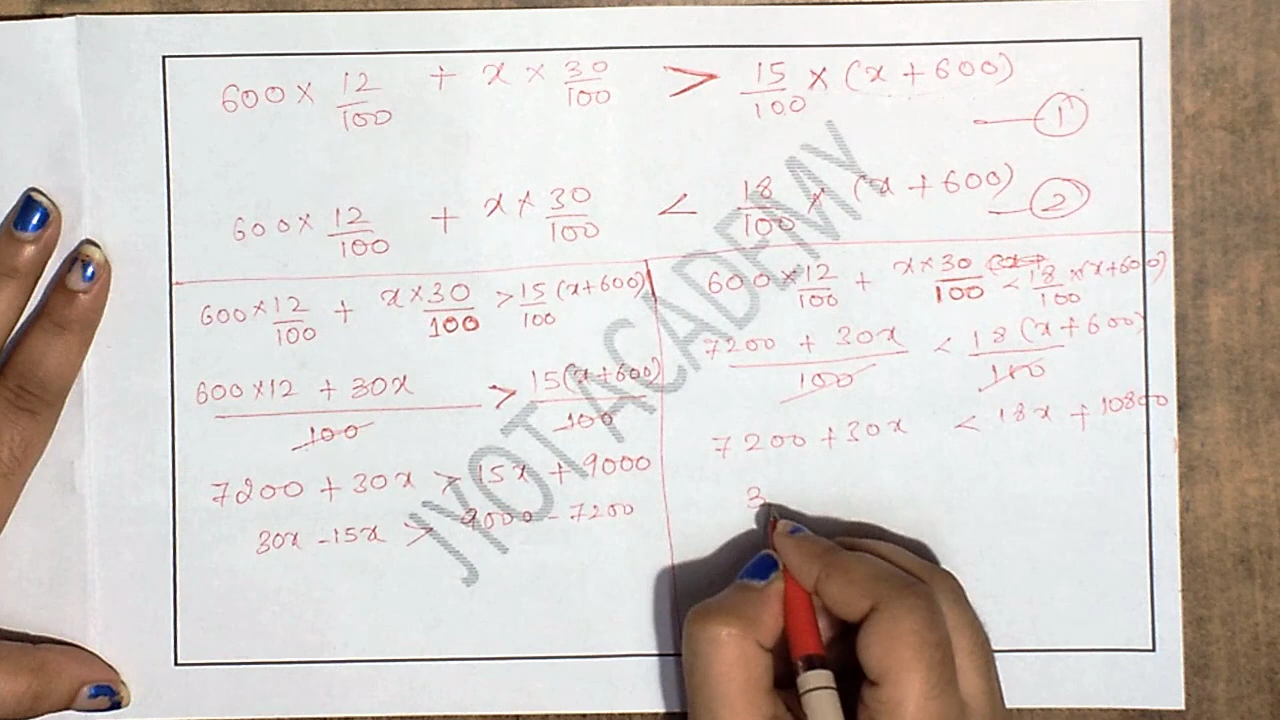 600 × 12/100 + x × 30/100 > 15/100 × (x + 600) — ①
600 × 12/100 + x × 30/100 < 18/100 × (x + 600) — ②
600 × 12/100 + x × 30/100 > 15/100 (x + 600)
600 × 12 + 30x / 100 > 15(x + 600) / 100
7200 + 30x > 15x + 9000
30x - 15x > 9000 - 7200
600 × 12/100 + x × 30/100 < 18/100 × (x + 600)
7200 + 30x / 100 < 18 (x + 600) / 100
7200 + 30x < 18x + 10800
3
JYOT ACADEMY